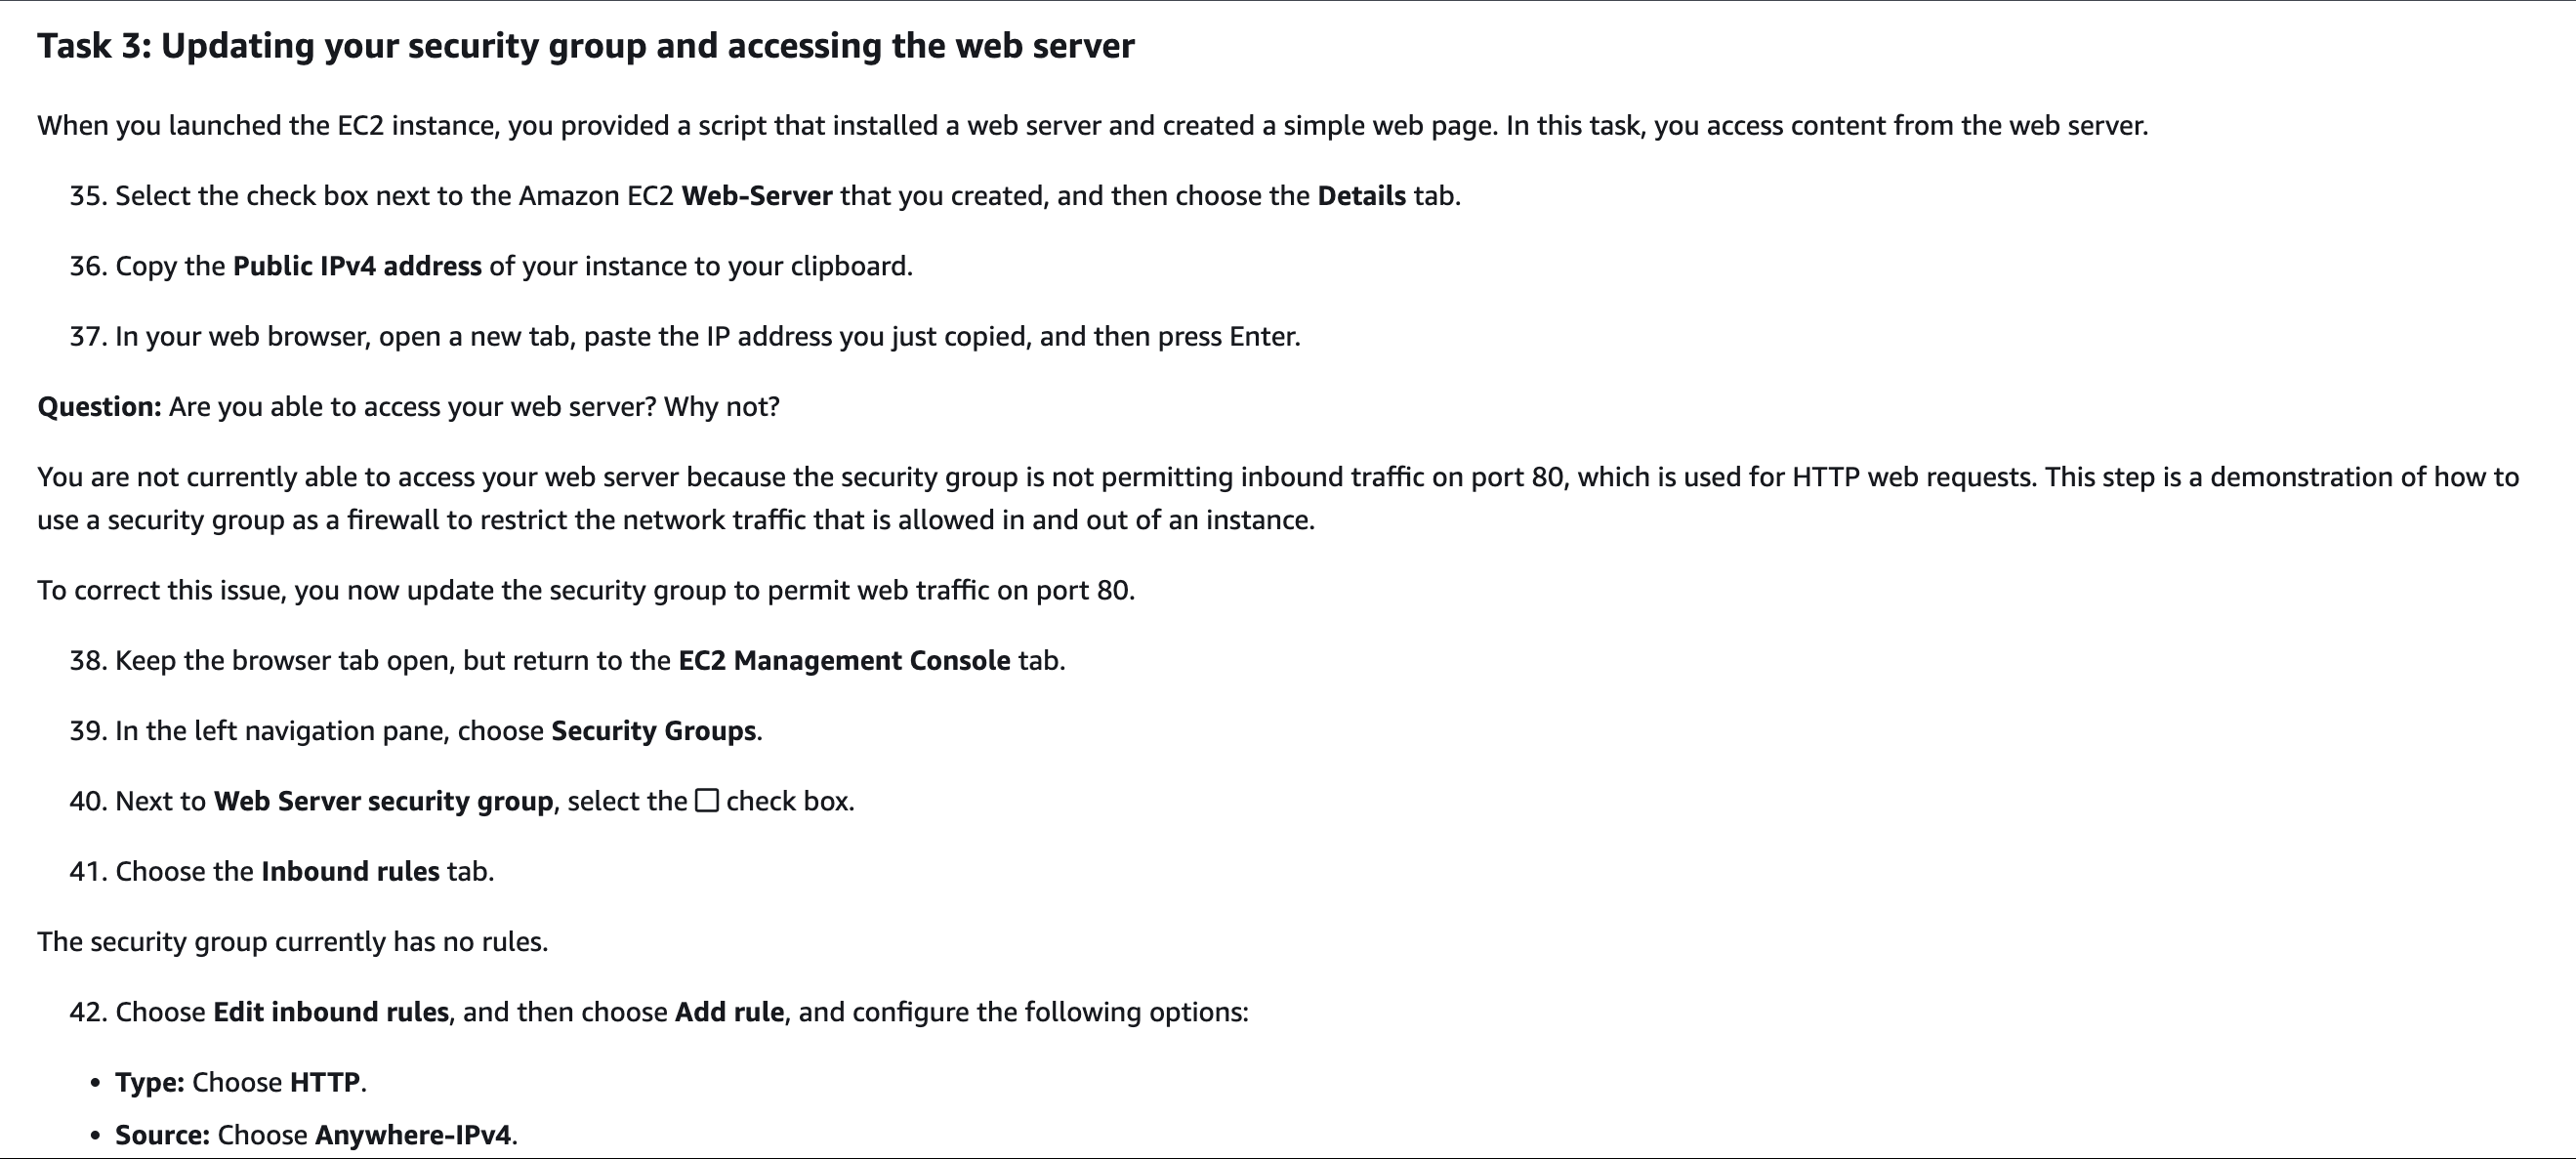 Task 3: Updating your security group and accessing the web server
When you launched the EC2 instance, you provided a script that installed a web server and created a simple web page. In this task, you access content from the web server.
35. Select the check box next to the Amazon EC2 Web-Server that you created, and then choose the Details tab.
36. Copy the Public IPv4 address of your instance to your clipboard.
37. In your web browser, open a new tab, paste the IP address you just copied, and then press Enter.
Question: Are you able to access your web server? Why not?
You are not currently able to access your web server because the security group is not permitting inbound traffic on port 80, which is used for HTTP web requests. This step is a demonstration of how to
use a security group as a firewall to restrict the network traffic that is allowed in and out of an instance.
To correct this issue, you now update the security group to permit web traffic on port 80.
38. Keep the browser tab open, but return to the EC2 Management Console tab.
39. In the left navigation pane, choose Security Groups.
40. Next to Web Server security group, select the ☐ check box.
41. Choose the Inbound rules tab.
The security group currently has no rules.
42. Choose Edit inbound rules, and then choose Add rule, and configure the following options:
• Type: Choose HTTP.
• Source: Choose Anywhere-IPv4.